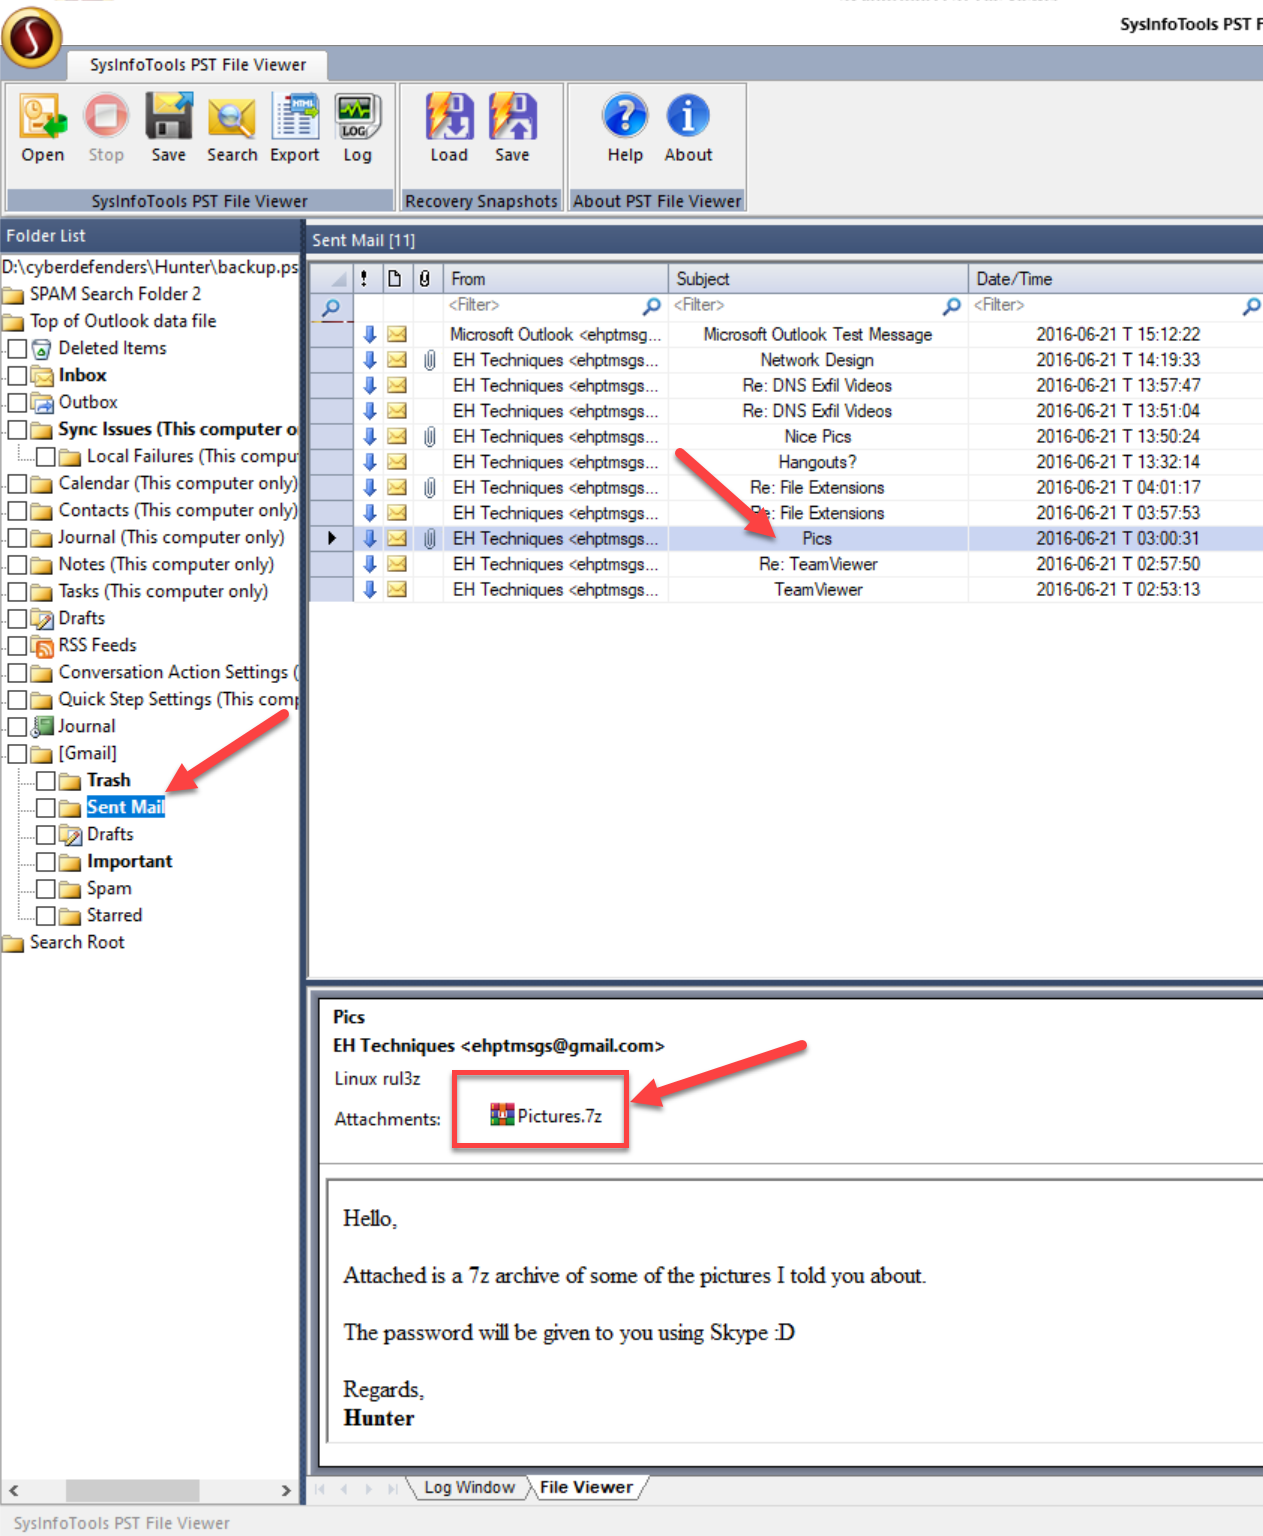 SysInfoTools PST F
SysInfoTools PST File Viewer
Open Stop Save Search Export Log Load Save Help About
SysInfoTools PST File Viewer Recovery Snapshots About PST File Viewer
Folder List
D:\cyberdefenders\Hunter\backup.ps
SPAM Search Folder 2
Top of Outlook data file
Deleted Items
Inbox
Outbox
Sync Issues (This computer o
Local Failures (This compu
Calendar (This computer only)
Contacts (This computer only)
Journal (This computer only)
Notes (This computer only)
Tasks (This computer only)
Drafts
RSS Feeds
Conversation Action Settings (
Quick Step Settings (This comp
Journal
[Gmail]
Trash
Sent Mail
Drafts
Important
Spam
Starred
Search Root
Sent Mail [11]
From Subject Date/Time
<Filter> <Filter> <Filter>
Microsoft Outlook <ehptmsg... Microsoft Outlook Test Message 2016-06-21 T 15:12:22
EH Techniques <ehptmsgs... Network Design 2016-06-21 T 14:19:33
EH Techniques <ehptmsgs... Re: DNS Exfil Videos 2016-06-21 T 13:57:47
EH Techniques <ehptmsgs... Re: DNS Exfil Videos 2016-06-21 T 13:51:04
EH Techniques <ehptmsgs... Nice Pics 2016-06-21 T 13:50:24
EH Techniques <ehptmsgs... Hangouts? 2016-06-21 T 13:32:14
EH Techniques <ehptmsgs... Re: File Extensions 2016-06-21 T 04:01:17
EH Techniques <ehptmsgs... Re: File Extensions 2016-06-21 T 03:57:53
EH Techniques <ehptmsgs... Pics 2016-06-21 T 03:00:31
EH Techniques <ehptmsgs... Re: TeamViewer 2016-06-21 T 02:57:50
EH Techniques <ehptmsgs... TeamViewer 2016-06-21 T 02:53:13
Pics
EH Techniques <ehptmsgs@gmail.com>
Linux rul3z
Attachments: Pictures.7z
Hello,
Attached is a 7z archive of some of the pictures I told you about.
The password will be given to you using Skype :D
Regards,
Hunter
Log Window File Viewer
SysInfoTools PST File Viewer